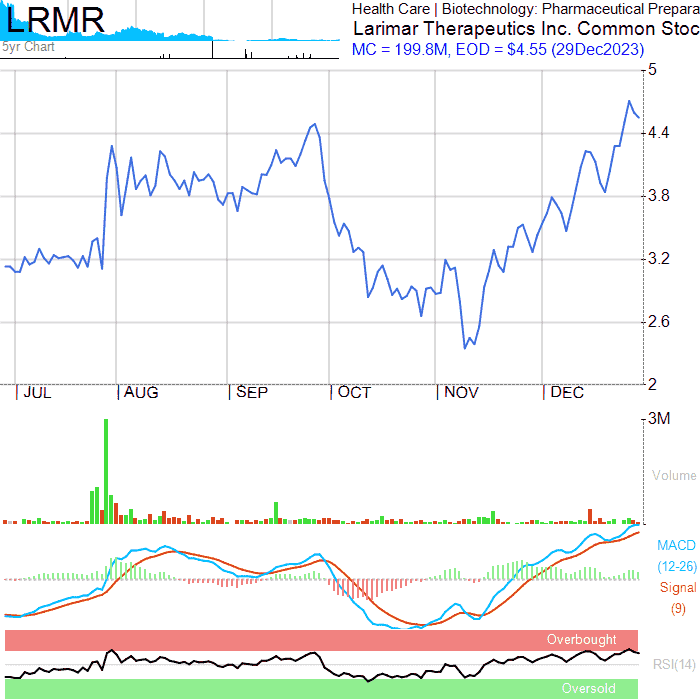 LRMR
5yr Chart
Health Care | Biotechnology: Pharmaceutical Prepara
Larimar Therapeutics Inc. Common Stoc
MC = 199.8M, EOD = $4.55 (29Dec2023)
5
4.4
3.8
3.2
2.6
2
JUL AUG SEP OCT NOV DEC
3M
Volume
MACD
(12-26)
Signal
(9)
Overbought
RSI(14)
Oversold